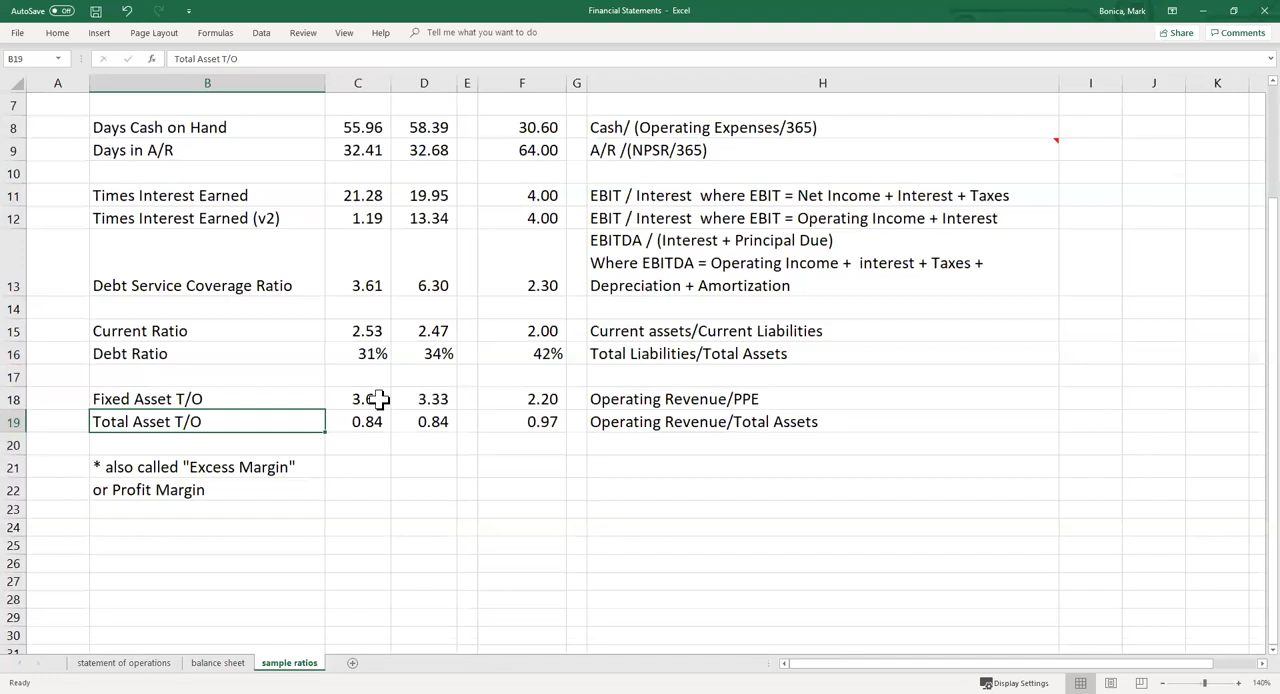 AutoSave Off Financial Statements - Excel Bonica, Mark
File Home Insert Page Layout Formulas Data Review View Help Tell me what you want to do Share Comments
B19 fx Total Asset T/O
A B C D E F G H I J K
7
8 Days Cash on Hand 55.96 58.39 30.60 Cash/ (Operating Expenses/365)
9 Days in A/R 32.41 32.68 64.00 A/R /(NPSR/365)
10
11 Times Interest Earned 21.28 19.95 4.00 EBIT / Interest where EBIT = Net Income + Interest + Taxes
12 Times Interest Earned (v2) 1.19 13.34 4.00 EBIT / Interest where EBIT = Operating Income + Interest
EBITDA / (Interest + Principal Due)
Where EBITDA = Operating Income + interest + Taxes +
13 Debt Service Coverage Ratio 3.61 6.30 2.30 Depreciation + Amortization
14
15 Current Ratio 2.53 2.47 2.00 Current assets/Current Liabilities
16 Debt Ratio 31% 34% 42% Total Liabilities/Total Assets
17
18 Fixed Asset T/O 3.33 2.20 Operating Revenue/PPE
19 Total Asset T/O 0.84 0.84 0.97 Operating Revenue/Total Assets
20
21 * also called "Excess Margin"
22 or Profit Margin
23
24
25
26
27
28
29
30
statement of operations balance sheet sample ratios
Ready Display Settings 140%